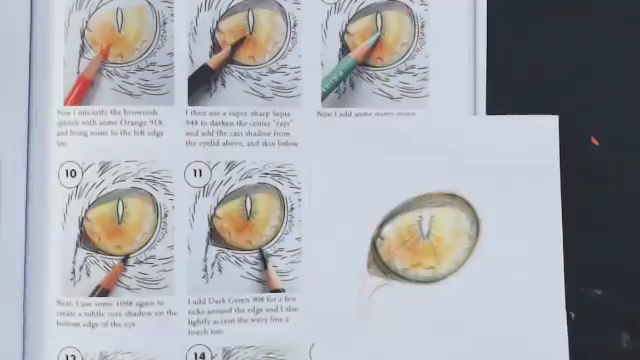 Now I intensify the brownish
splotch with some Orange 918,
and bring some to the left edge
too.
I then use a super sharp Sepia
948 to darken the center "rays"
and add the cast shadow from
the eyelid above, and skin below.
Now I add some
10
11
Next, I use some 1088 again to
create a subtle core shadow on the
bottom edge of the eye.
I add Dark Green 908 for a few
ticks around the edge and I also
lightly accent the wavy line a
touch too.
13
14